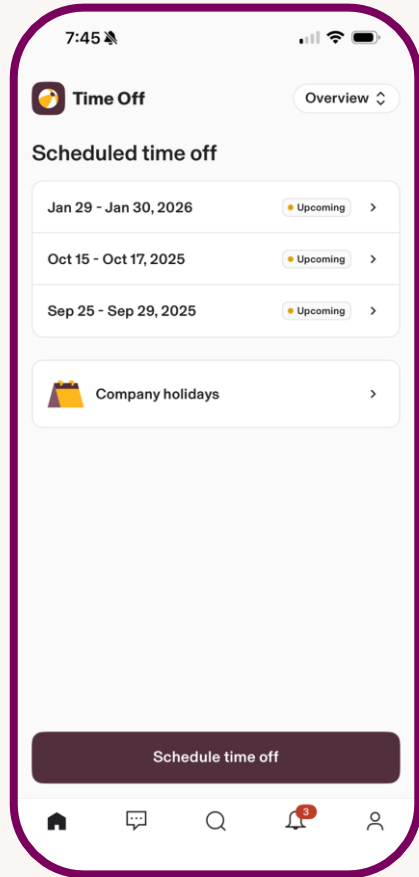 7:45
Time Off
Overview
Scheduled time off
Jan 29 - Jan 30, 2026
Upcoming
Oct 15 - Oct 17, 2025
Upcoming
Sep 25 - Sep 29, 2025
Upcoming
Company holidays
Schedule time off
3